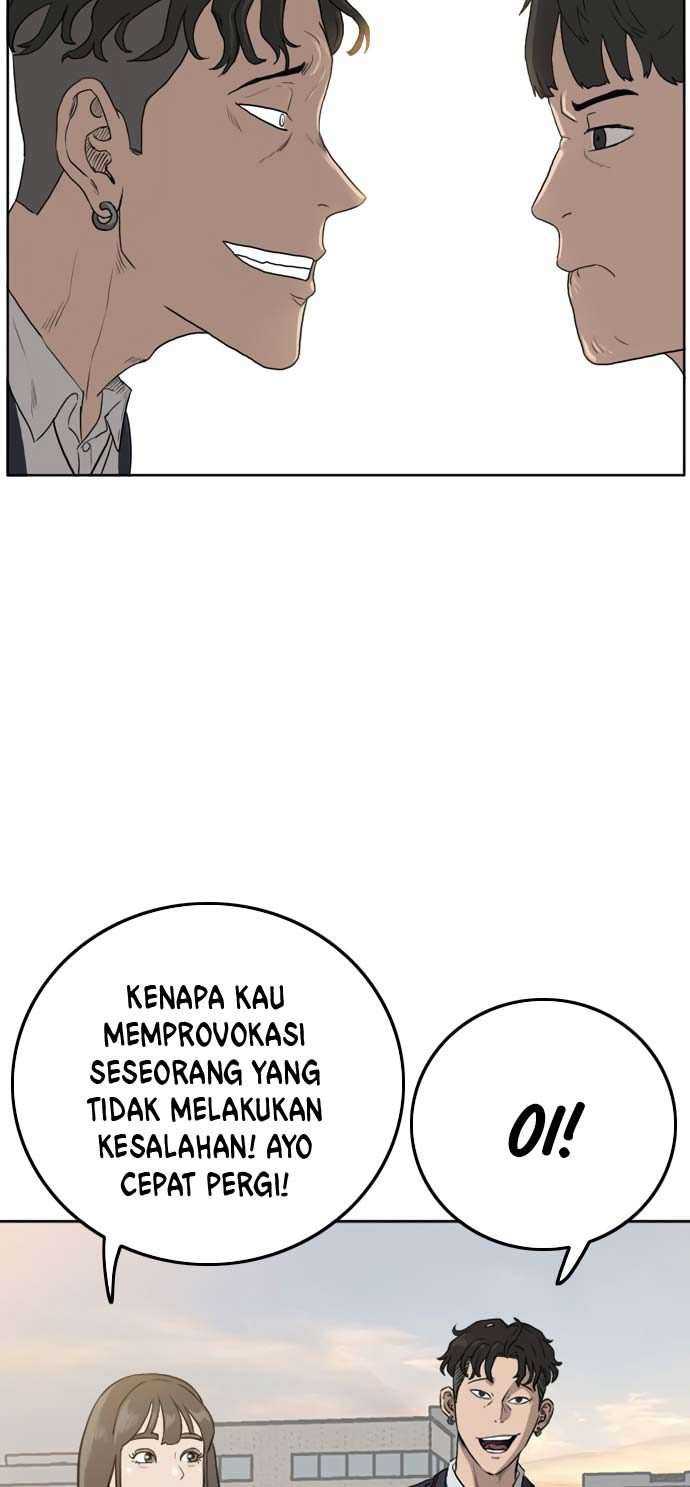 KENAPA KAU
MEMPROVOKASI
SESEORANG YANG
TIDAK MELAKUKAN
KESALAHAN! AYO
CEPAT PERGI!
OI!